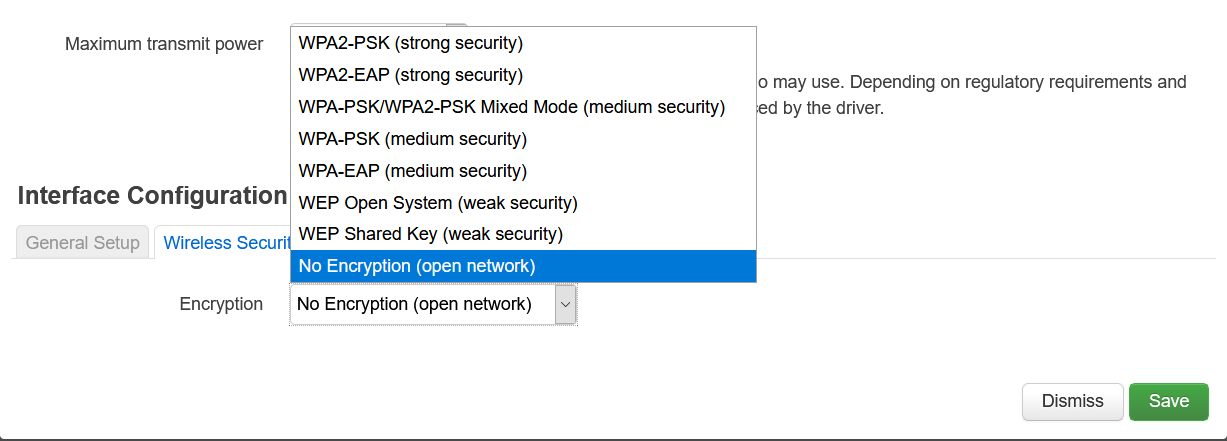 Maximum transmit power
WPA2-PSK (strong security)
WPA2-EAP (strong security)
o may use. Depending on regulatory requirements and
WPA-PSK/WPA2-PSK Mixed Mode (medium security)
ed by the driver.
WPA-PSK (medium security)
WPA-EAP (medium security)
Interface Configuration
WEP Open System (weak security)
WEP Shared Key (weak security)
General Setup
Wireless Securit
No Encryption (open network)
Encryption
No Encryption (open network)
Dismiss
Save